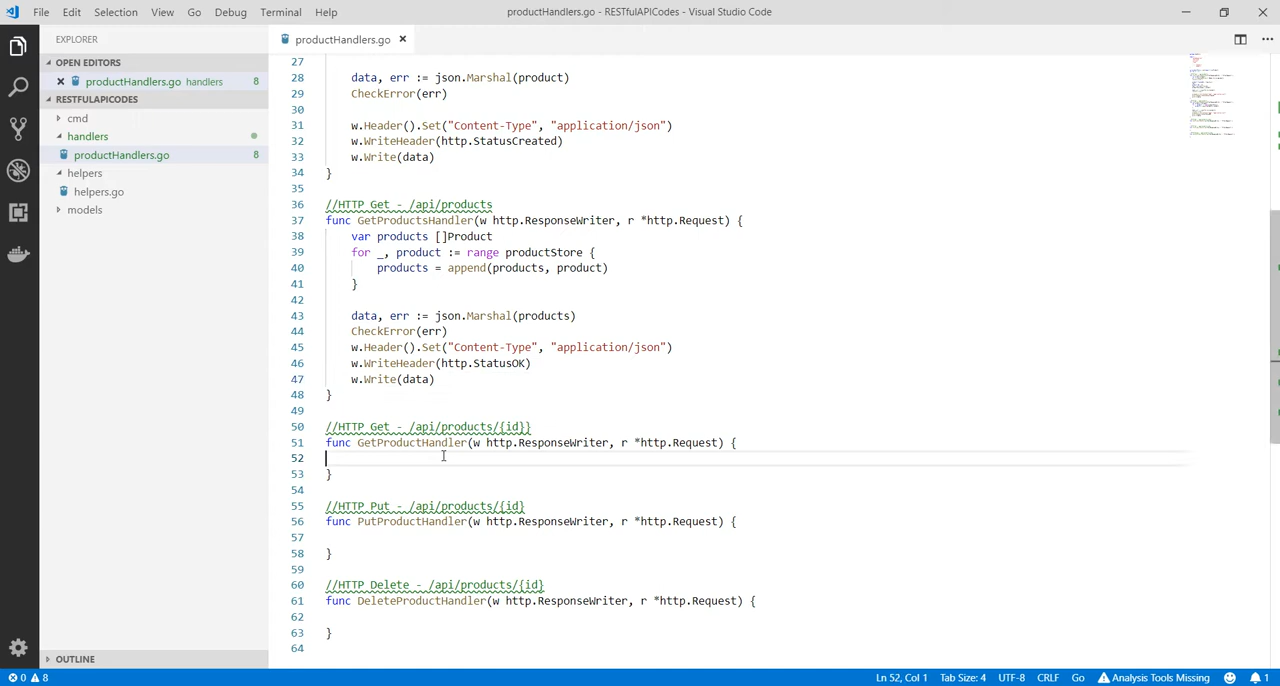 File Edit Selection View Go Debug Terminal Help
productHandlers.go - RESTfulAPICodes - Visual Studio Code
EXPLORER
OPEN EDITORS
productHandlers.go handlers 8
RESTFULAPICODES
cmd
handlers
productHandlers.go 8
helpers
helpers.go
models
OUTLINE
productHandlers.go
27
28 data, err := json.Marshal(product)
29 CheckError(err)
30
31 w.Header().Set("Content-Type", "application/json")
32 w.WriteHeader(http.StatusCreated)
33 w.Write(data)
34 }
35
36 //HTTP Get - /api/products
37 func GetProductsHandler(w http.ResponseWriter, r *http.Request) {
38 var products []Product
39 for _, product := range productStore {
40 products = append(products, product)
41 }
42
43 data, err := json.Marshal(products)
44 CheckError(err)
45 w.Header().Set("Content-Type", "application/json")
46 w.WriteHeader(http.StatusOK)
47 w.Write(data)
48 }
49
50 //HTTP Get - /api/products/{id}}
51 func GetProductHandler(w http.ResponseWriter, r *http.Request) {
52
53 }
54
55 //HTTP Put - /api/products/{id}
56 func PutProductHandler(w http.ResponseWriter, r *http.Request) {
57
58 }
59
60 //HTTP Delete - /api/products/{id}
61 func DeleteProductHandler(w http.ResponseWriter, r *http.Request) {
62
63 }
64
0 8 Ln 52, Col 1 Tab Size: 4 UTF-8 CRLF Go Analysis Tools Missing 1